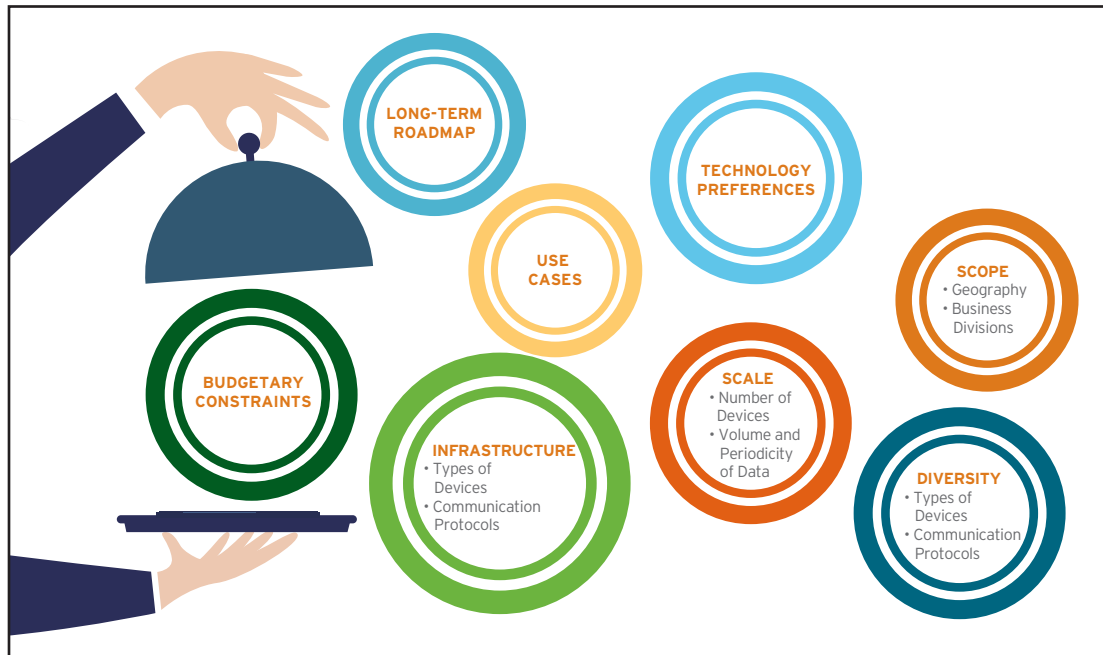 LONG-TERM
ROADMAP
TECHNOLOGY
PREFERENCES
USE
CASES
SCOPE
• Geography
• Business
Divisions
BUDGETARY
CONSTRAINTS
INFRASTRUCTURE
• Types of
Devices
• Communication
Protocols
SCALE
• Number of
Devices
• Volume and
Periodicity
of Data
DIVERSITY
• Types of
Devices
• Communication
Protocols